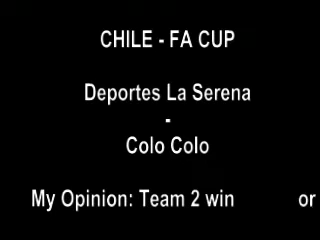 CHILE - FA CUP
Deportes La Serena
-
Colo Colo
My Opinion: Team 2 win or